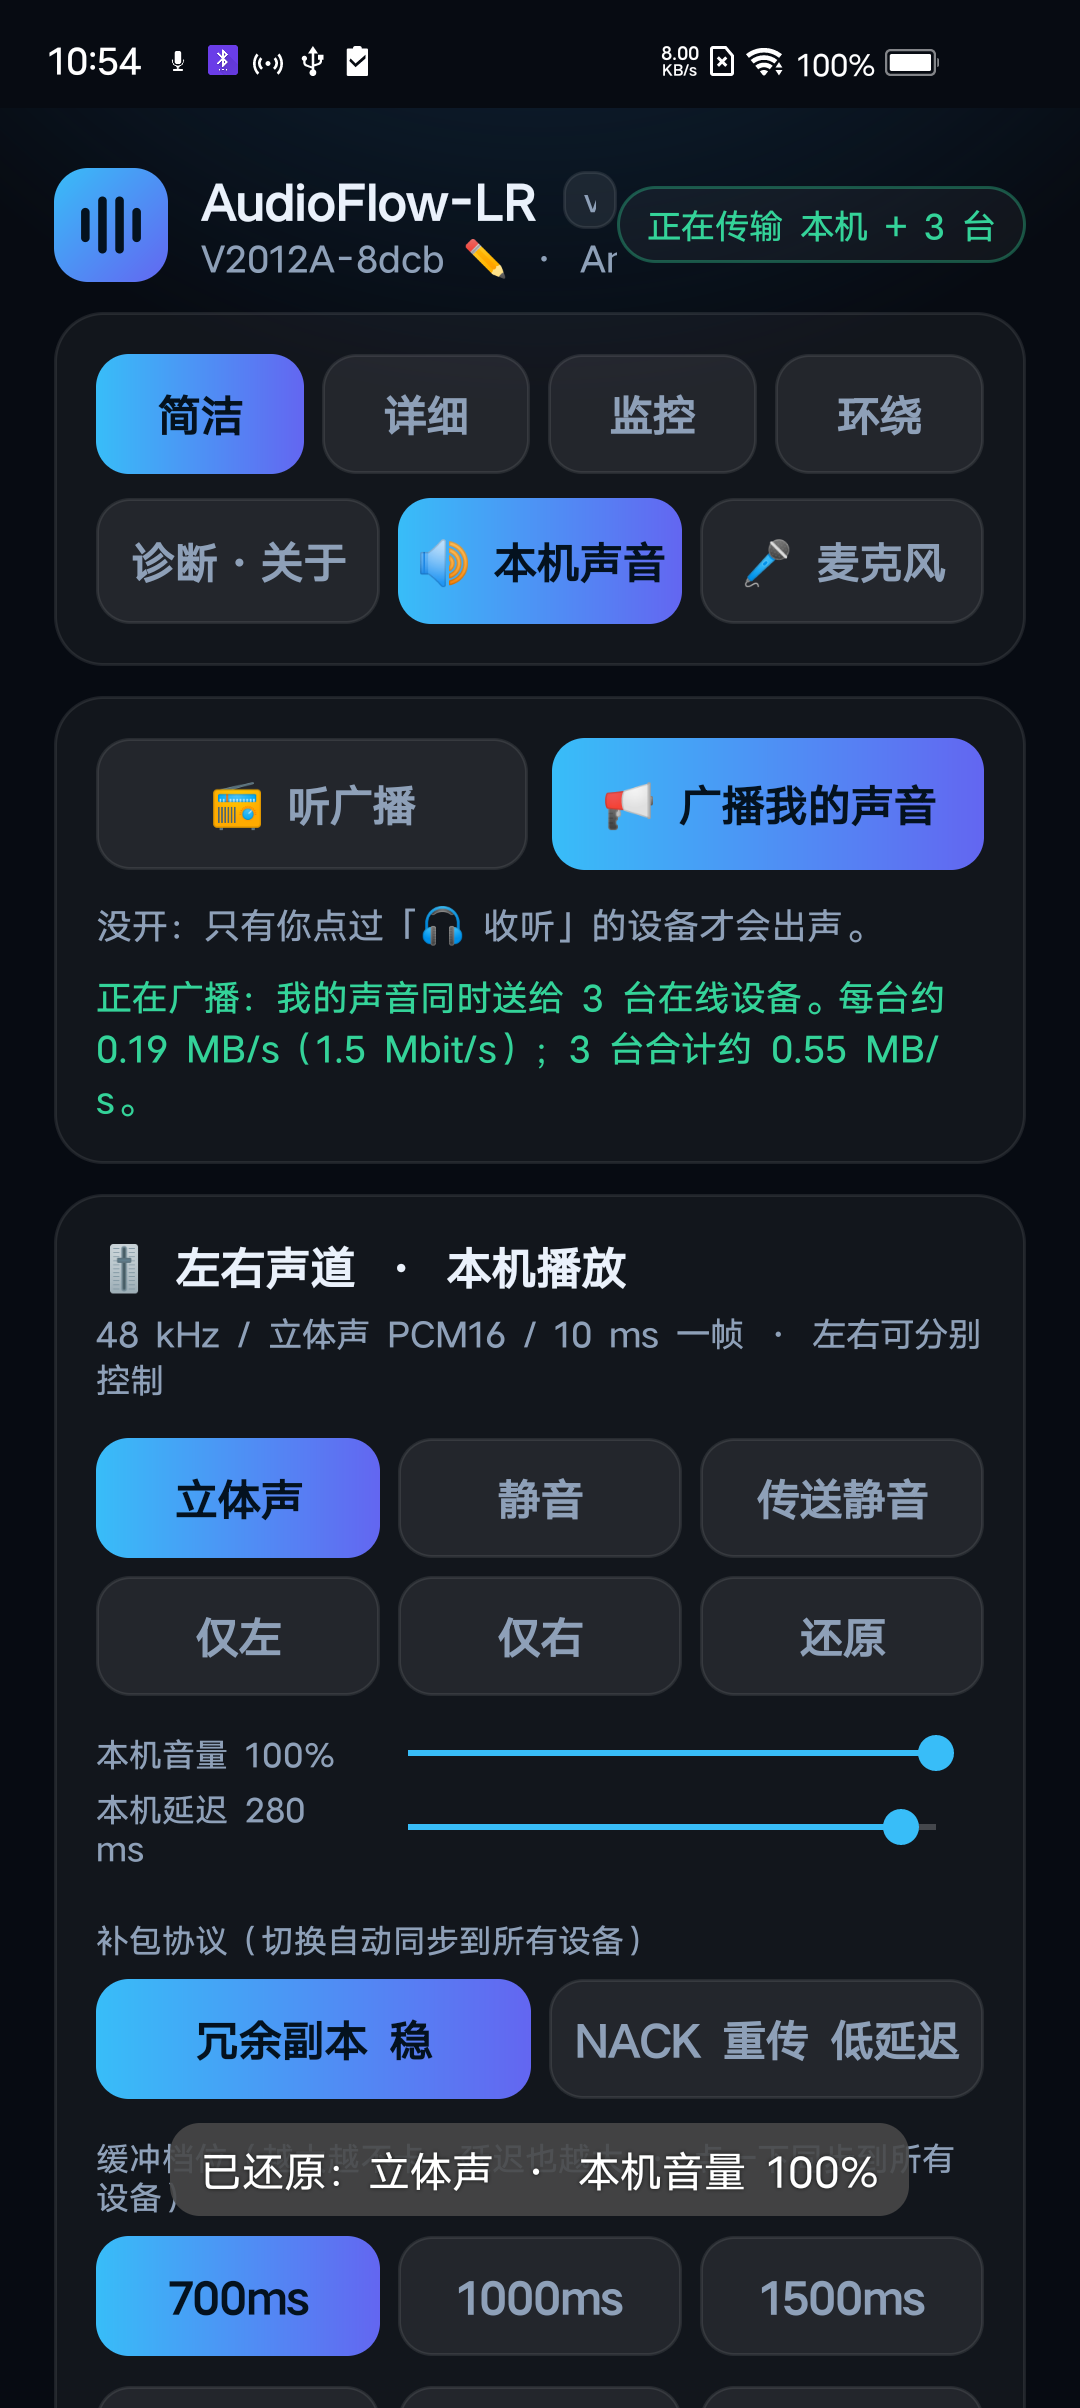 10:54
8.00 KB/s
100%
AudioFlow-LR
V2012A-8dcb ✏️ · Ar
正在传输 本机 + 3 台
简洁
详细
监控
环绕
诊断·关于
🔊 本机声音
🎤 麦克风
📻 听广播
📢 广播我的声音
没开：只有你点过「🎧 收听」的设备才会出声。
正在广播：我的声音同时送给 3 台在线设备。每台约
0.19 MB/s（1.5 Mbit/s）；3 台合计约 0.55 MB/
s。
🎚️ 左右声道 · 本机播放
48 kHz / 立体声 PCM16 / 10 ms 一帧 · 左右可分别
控制
立体声
静音
传送静音
仅左
仅右
还原
本机音量 100%
本机延迟 280
ms
补包协议（切换自动同步到所有设备）
冗余副本 稳
NACK 重传 低延迟
缓冲
所有
设备）
已还原：立体声 · 本机音量 100%
700ms
1000ms
1500ms